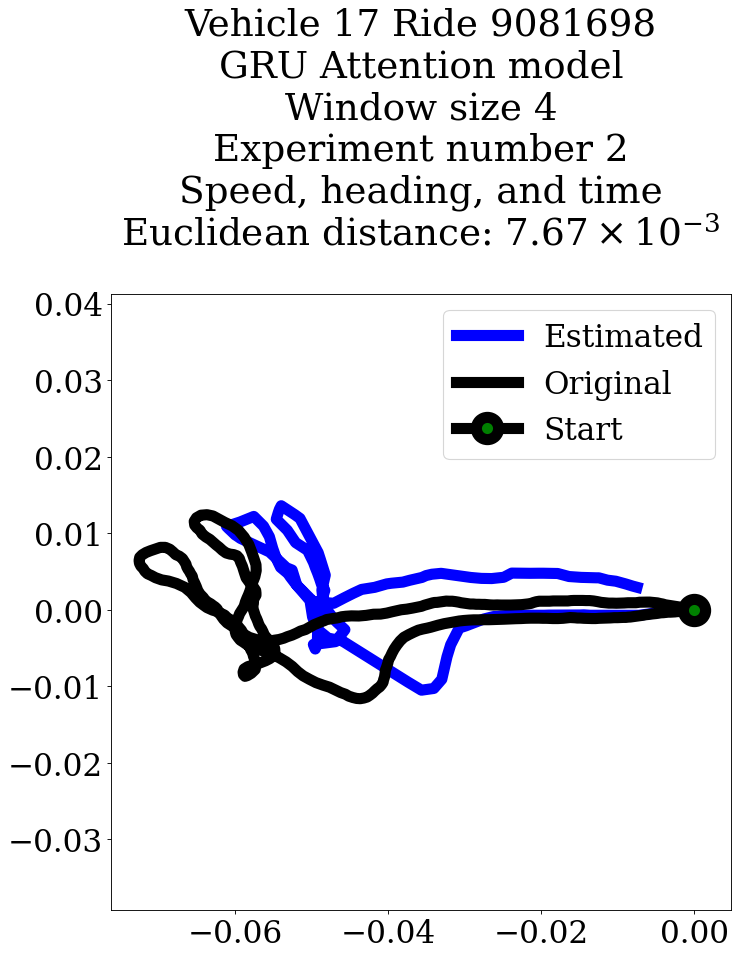 Vehicle 17 Ride 9081698
GRU Attention model
Window size 4
Experiment number 2
Speed, heading, and time
Euclidean distance: 7.67 × 10⁻³
Estimated
Original
Start
0.04
0.03
0.02
0.01
0.00
−0.01
−0.02
−0.03
−0.06 −0.04 −0.02 0.00